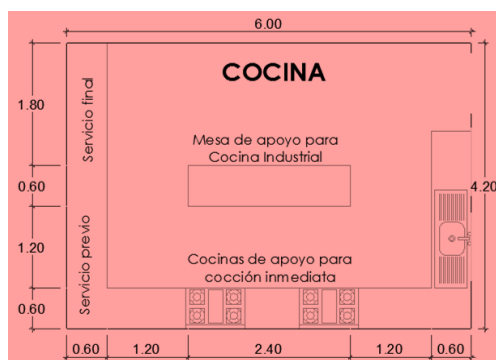 6.00
COCINA
Servicio final
1.80
Mesa de apoyo para
Cocina Industrial
0.60
4.20
1.20
Servicio previo
Cocinas de apoyo para
cocción inmediata
0.60
0.60
1.20
2.40
1.20
0.60